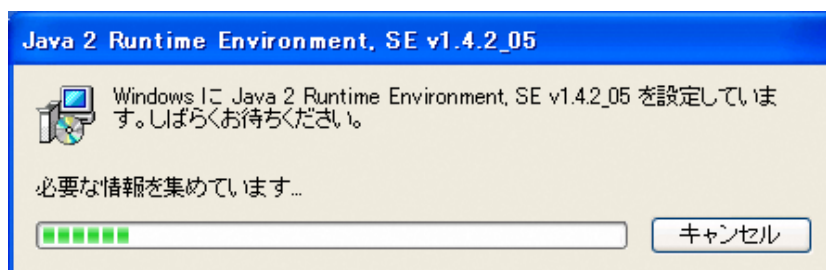 Java 2 Runtime Environment, SE v1.4.2_05
Windows に Java 2 Runtime Environment, SE v1.4.2_05 を設定していま
す。しばらくお待ちください。
必要な情報を集めています...
キャンセル